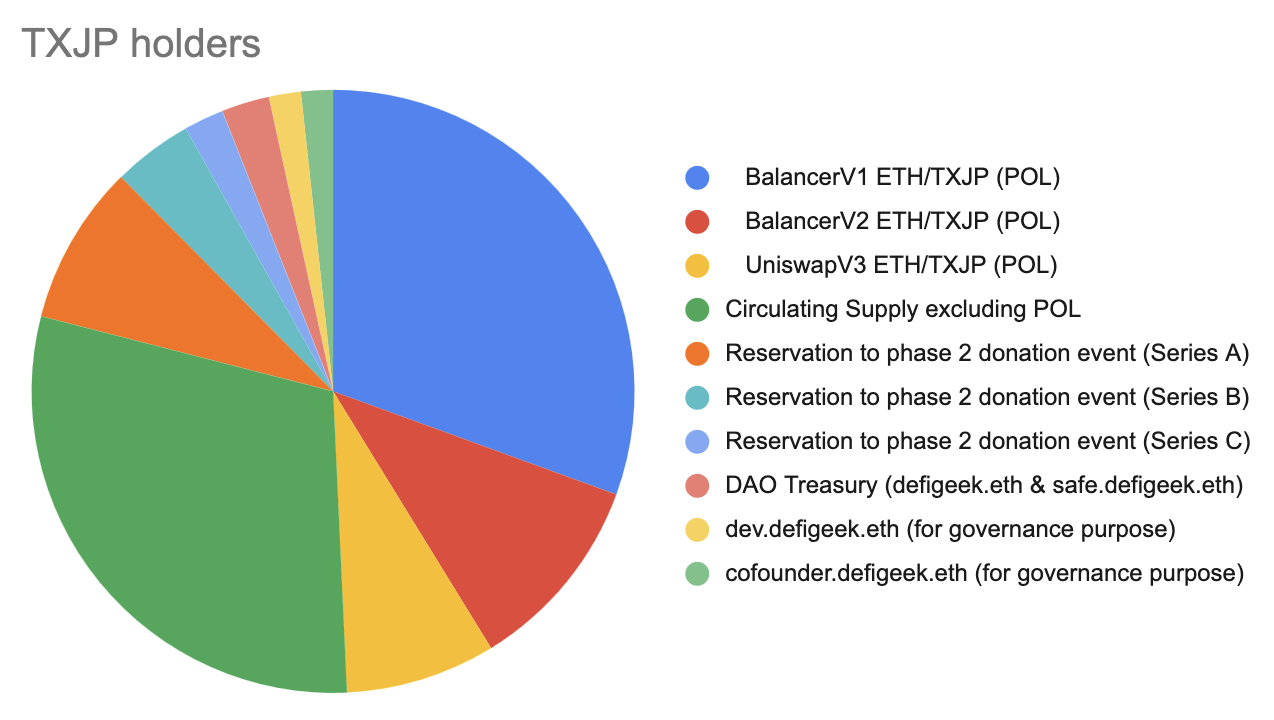 TXJP holders
BalancerV1 ETH/TXJP (POL)
BalancerV2 ETH/TXJP (POL)
UniswapV3 ETH/TXJP (POL)
Circulating Supply excluding POL
Reservation to phase 2 donation event (Series A)
Reservation to phase 2 donation event (Series B)
Reservation to phase 2 donation event (Series C)
DAO Treasury (defigeek.eth & safe.defigeek.eth)
dev.defigeek.eth (for governance purpose)
cofounder.defigeek.eth (for governance purpose)